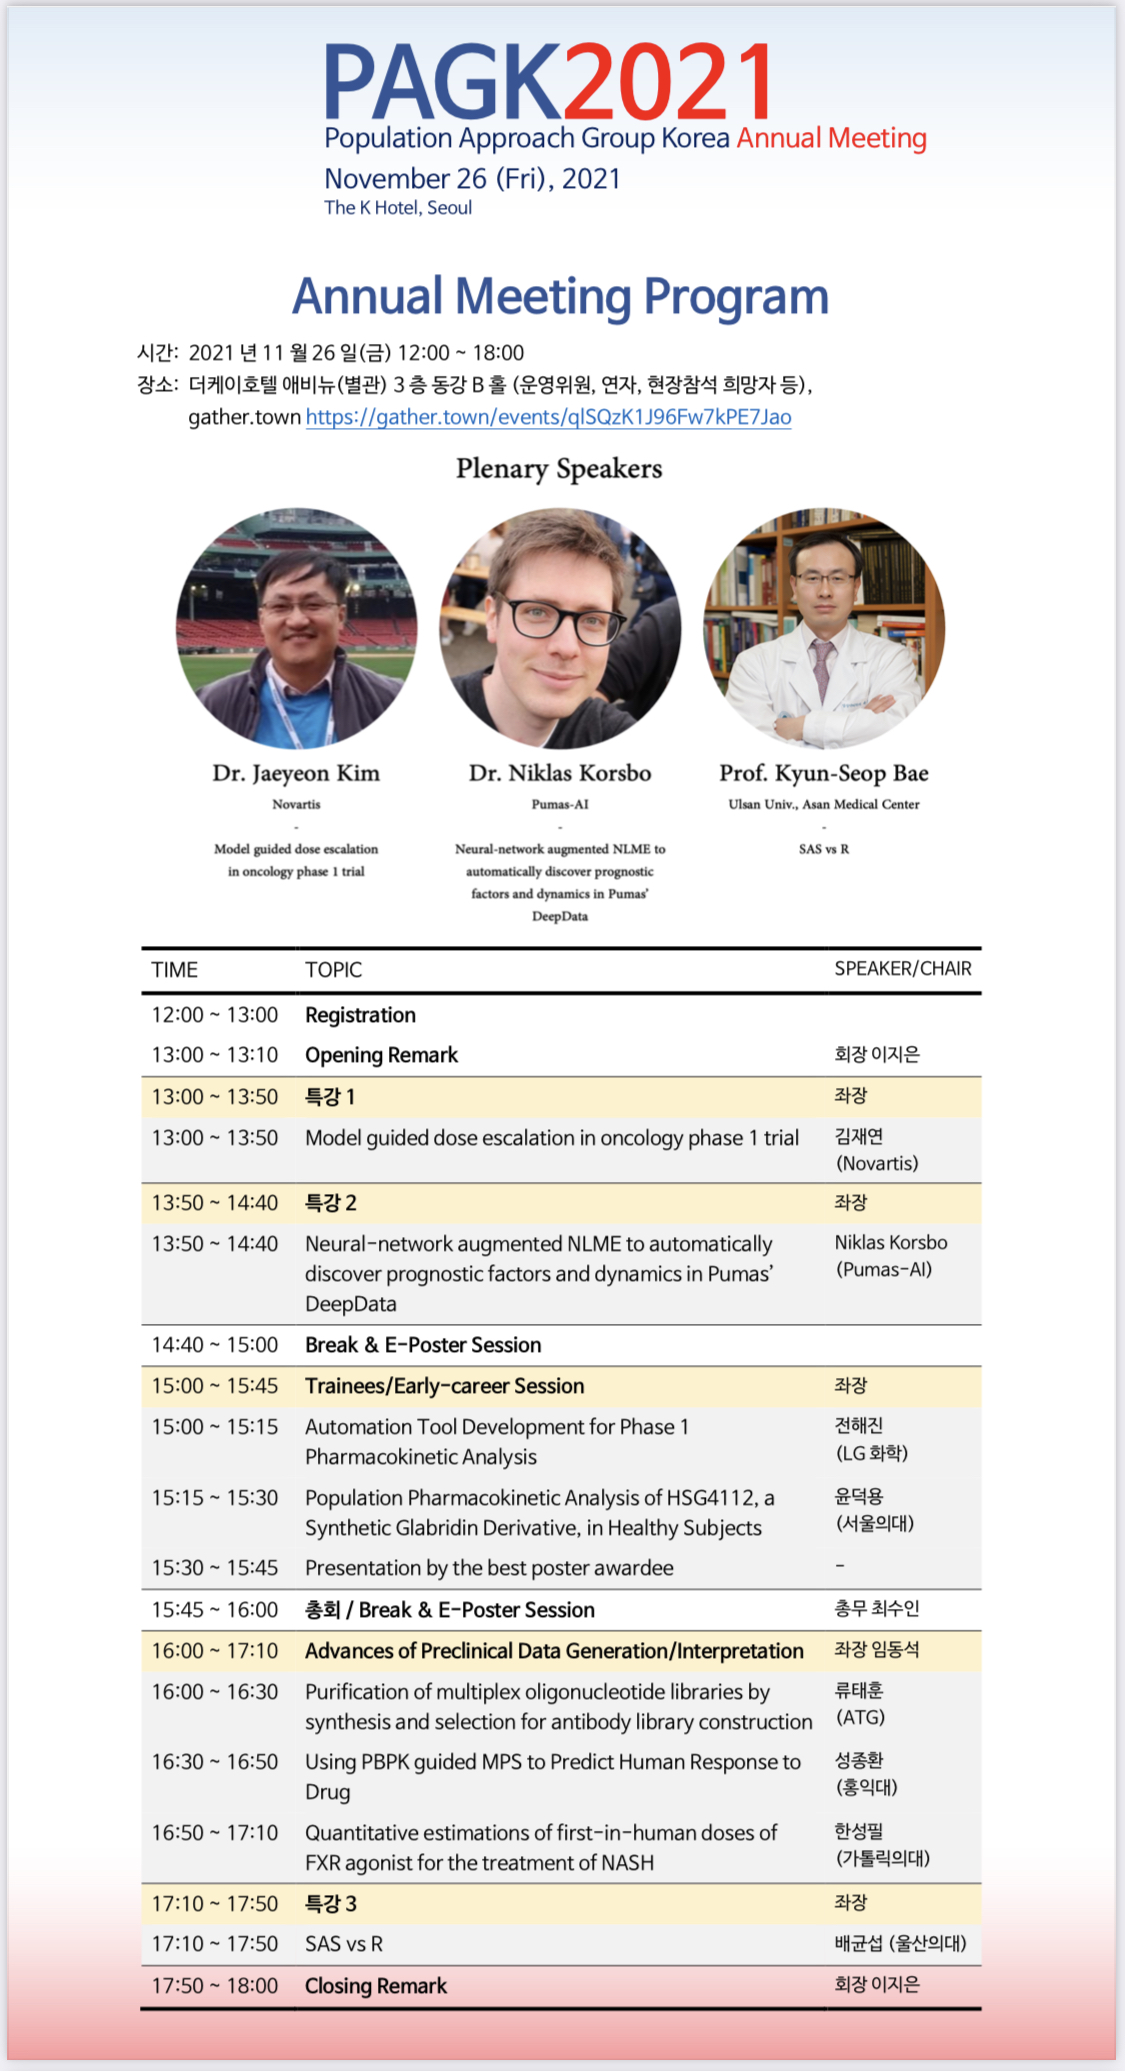 PAGK2021
Population Approach Group Korea Annual Meeting
November 26 (Fri), 2021
The K Hotel, Seoul
Annual Meeting Program
시간: 2021 년 11 월 26 일(금) 12:00 ~ 18:00
장소: 더케이호텔 애비뉴(별관) 3 층 동강 B 홀 (운영위원, 연자, 현장참석 희망자 등),
gather.town https://gather.town/events/qlSQzK1J96Fw7kPE7Jao
Plenary Speakers
Dr. Jaeyeon Kim
Novartis
-
Model guided dose escalation
in oncology phase 1 trial
Dr. Niklas Korsbo
Pumas-AI
-
Neural-network augmented NLME to
automatically discover prognostic
factors and dynamics in Pumas'
DeepData
Prof. Kyun-Seop Bae
Ulsan Univ., Asan Medical Center
-
SAS vs R
TIME TOPIC SPEAKER/CHAIR
12:00 ~ 13:00 Registration
13:00 ~ 13:10 Opening Remark 회장 이지은
13:00 ~ 13:50 특강 1 좌장
13:00 ~ 13:50 Model guided dose escalation in oncology phase 1 trial 김재연
(Novartis)
13:50 ~ 14:40 특강 2 좌장
13:50 ~ 14:40 Neural-network augmented NLME to automatically Niklas Korsbo
discover prognostic factors and dynamics in Pumas' (Pumas-AI)
DeepData
14:40 ~ 15:00 Break & E-Poster Session
15:00 ~ 15:45 Trainees/Early-career Session 좌장
15:00 ~ 15:15 Automation Tool Development for Phase 1 전해진
Pharmacokinetic Analysis (LG 화학)
15:15 ~ 15:30 Population Pharmacokinetic Analysis of HSG4112, a 윤덕용
Synthetic Glabridin Derivative, in Healthy Subjects (서울의대)
15:30 ~ 15:45 Presentation by the best poster awardee -
15:45 ~ 16:00 총회 / Break & E-Poster Session 총무 최수인
16:00 ~ 17:10 Advances of Preclinical Data Generation/Interpretation 좌장 임동석
16:00 ~ 16:30 Purification of multiplex oligonucleotide libraries by 류태훈
synthesis and selection for antibody library construction (ATG)
16:30 ~ 16:50 Using PBPK guided MPS to Predict Human Response to 성종환
Drug (홍익대)
16:50 ~ 17:10 Quantitative estimations of first-in-human doses of 한성필
FXR agonist for the treatment of NASH (가톨릭의대)
17:10 ~ 17:50 특강 3 좌장
17:10 ~ 17:50 SAS vs R 배균섭 (울산의대)
17:50 ~ 18:00 Closing Remark 회장 이지은